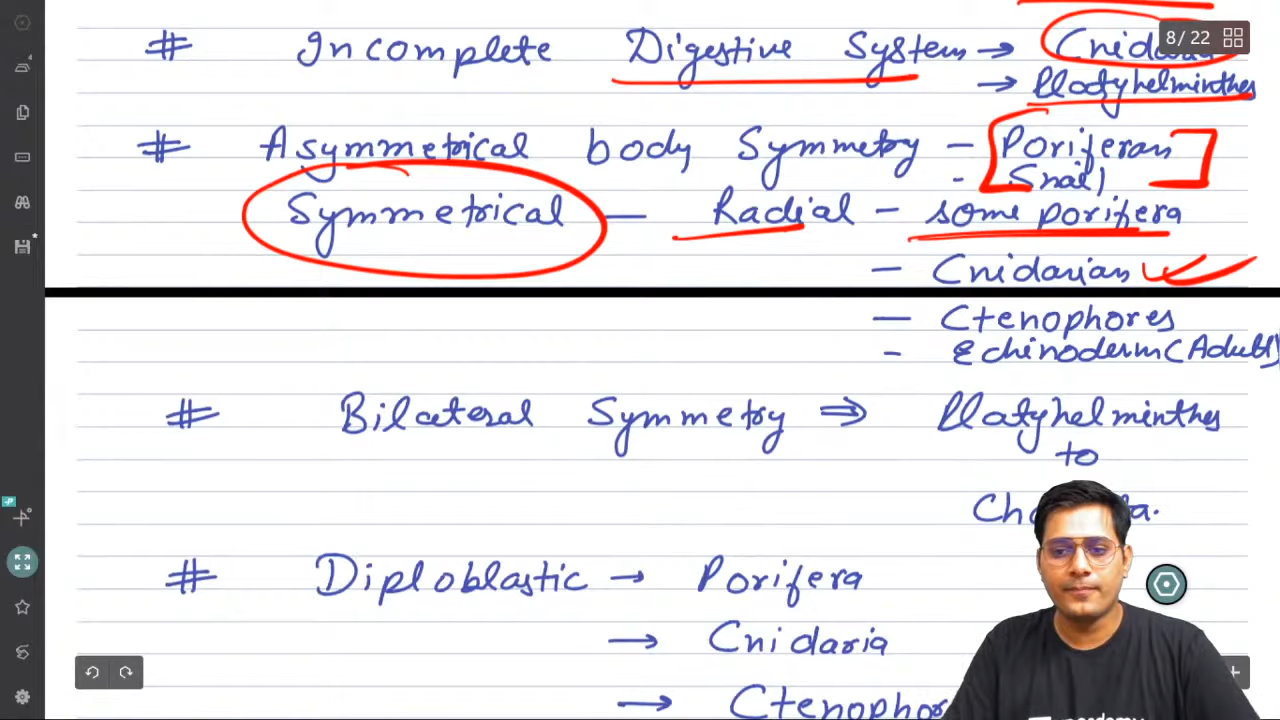 8/22
# Incomplete Digestive System →
→ Platyhelminthes
# Asymmetrical body Symmetry - Poriferan
- Snail
Symmetrical — Radial - some porifera
- Cnidarian
— Ctenophores
- Echinoderm (Adult)
# Bilateral Symmetry ⇒ Platyhelminthes
to
# Diploblastic → Porifera
→ Cnidaria
→